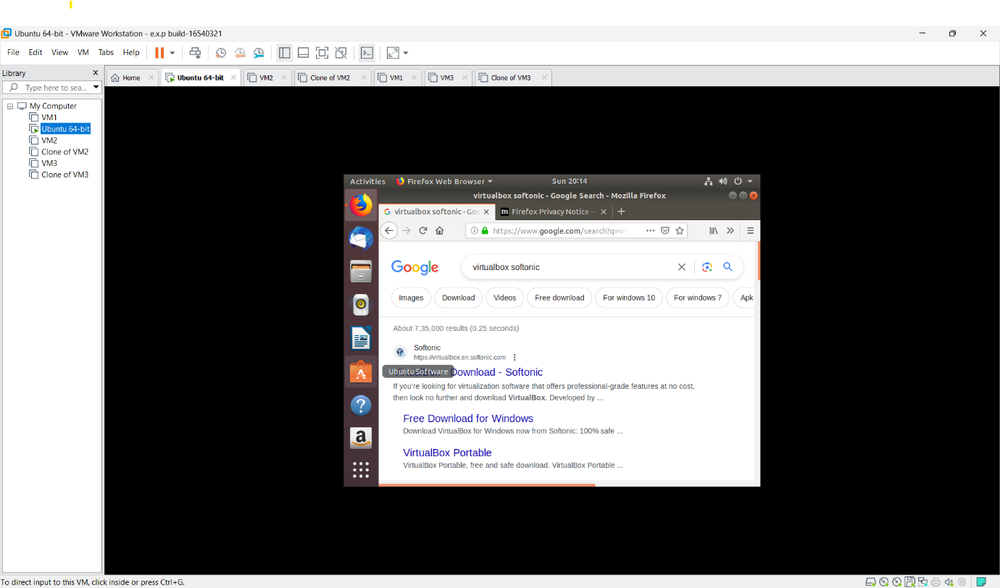 Ubuntu 64-bit - VMware Workstation - e.x.p build-16540321
File Edit View VM Tabs Help
Library
Type here to sea...
Home
Ubuntu 64-bit
VM2
Clone of VM2
VM1
VM3
Clone of VM3
My Computer
VM1
Ubuntu 64-bit
VM2
Clone of VM2
VM3
Clone of VM3
Activities Firefox Web Browser Sun 20:14
virtualbox softonic - Google Search - Mozilla Firefox
virtualbox softonic - Goo
Firefox Privacy Notice —
https://www.google.com/search?q=vi
Google
virtualbox softonic
Images
Download
Videos
Free download
For windows 10
For windows 7
Apk
About 7,35,000 results (0.25 seconds)
Softonic
https://virtualbox.en.softonic.com
Ubuntu Software
Download - Softonic
If you're looking for virtualization software that offers professional-grade features at no cost,
then look no further and download VirtualBox. Developed by ...
Free Download for Windows
Download VirtualBox for Windows now from Softonic: 100% safe ...
VirtualBox Portable
VirtualBox Portable, free and safe download. VirtualBox Portable ...
To direct input to this VM, click inside or press Ctrl+G.